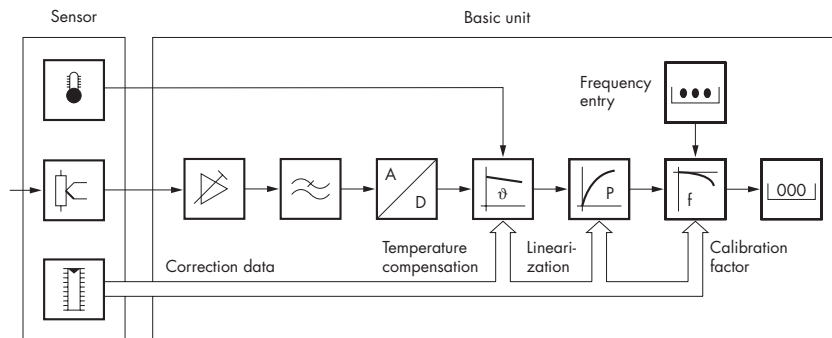 Sensor
Basic unit
Frequency
entry
A
D
ϑ
P
f
000
Temperature
compensation
Lineari-
zation
Calibration
factor
Correction data